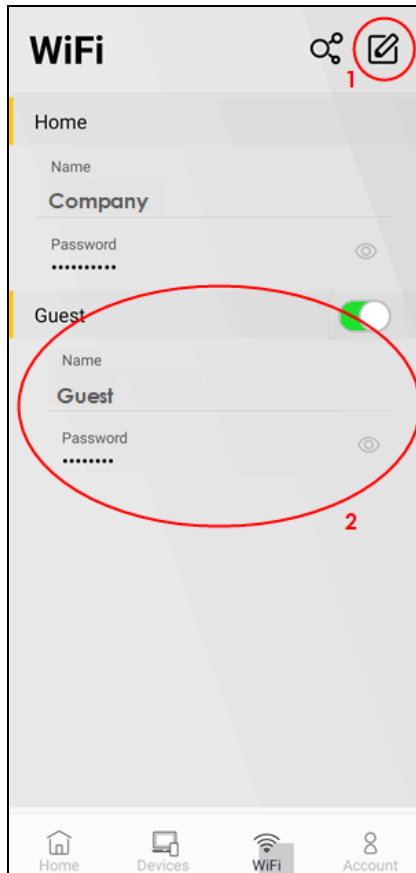 WiFi
1
Home
Name
Company
Password
••••••••••
Guest
Name
Guest
Password
••••••••
2
Home Devices WiFi Account